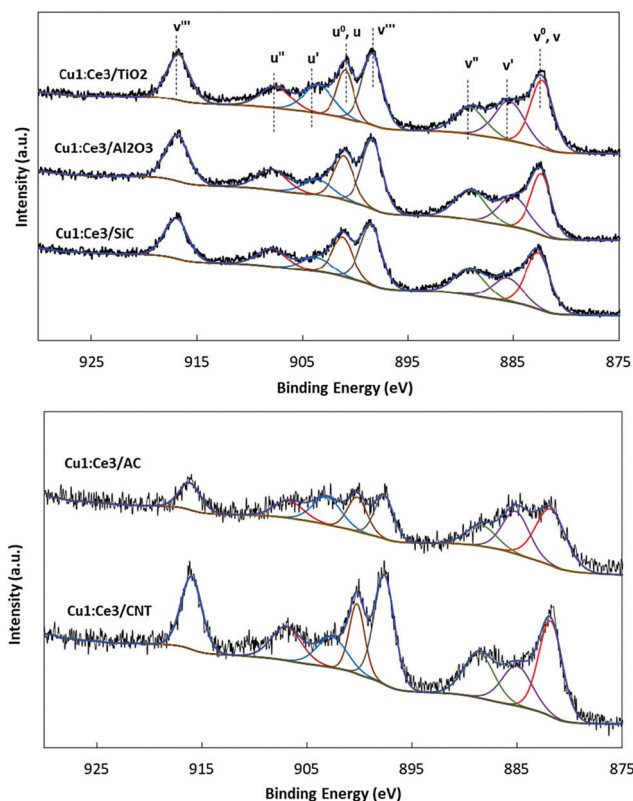 v''' u'' u' u⁰, u v''' v'' v' v⁰, v
Cu1:Ce3/TiO2
Cu1:Ce3/Al2O3
Cu1:Ce3/SiC
Intensity (a.u.)
925 915 905 895 885 875
Binding Energy (eV)
Cu1:Ce3/AC
Cu1:Ce3/CNT
Intensity (a.u.)
925 915 905 895 885 875
Binding Energy (eV)